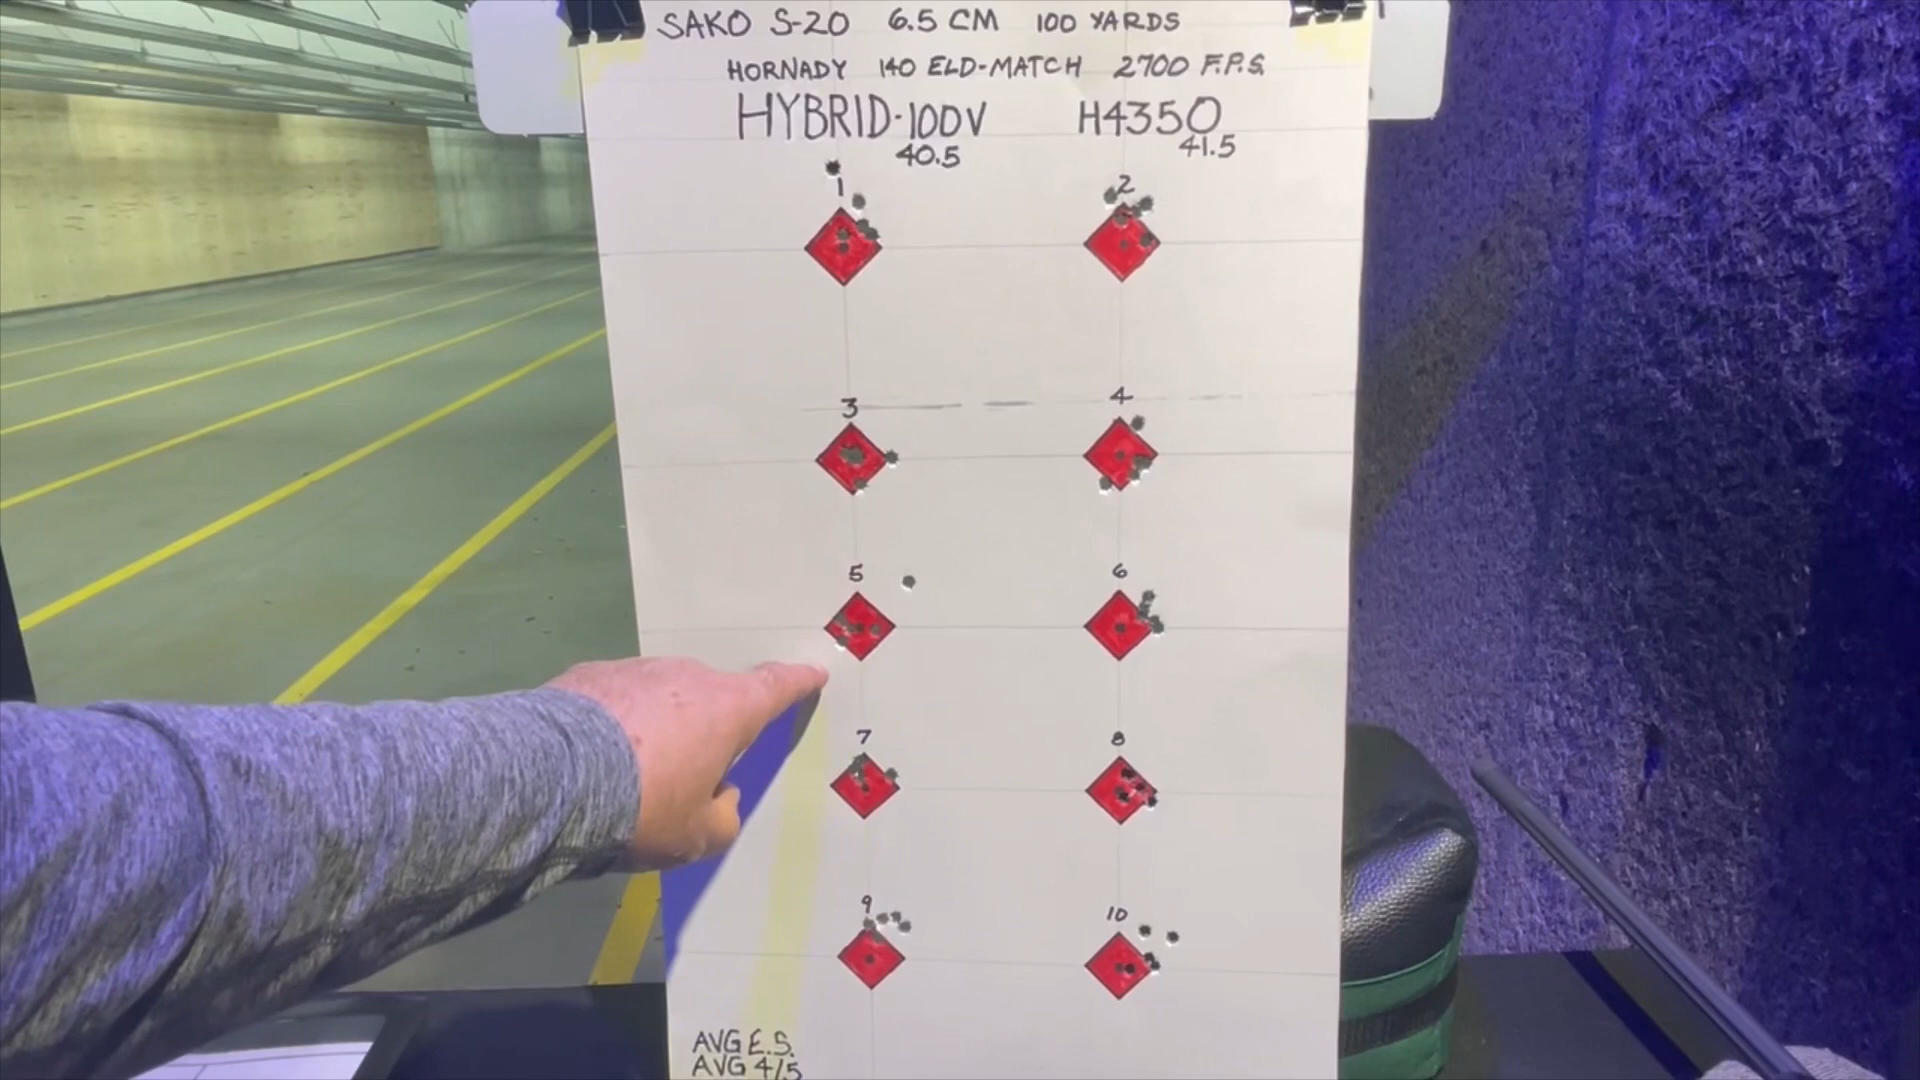 SAKO S-20 6.5 CM 100 YARDS
HORNADY 140 ELD-MATCH 2700 F.P.S.
HYBRID-100V H4350
40.5 41.5
1 2
3 4
5 6
7 8
9 10
AVG E.S.
AVG 4/5